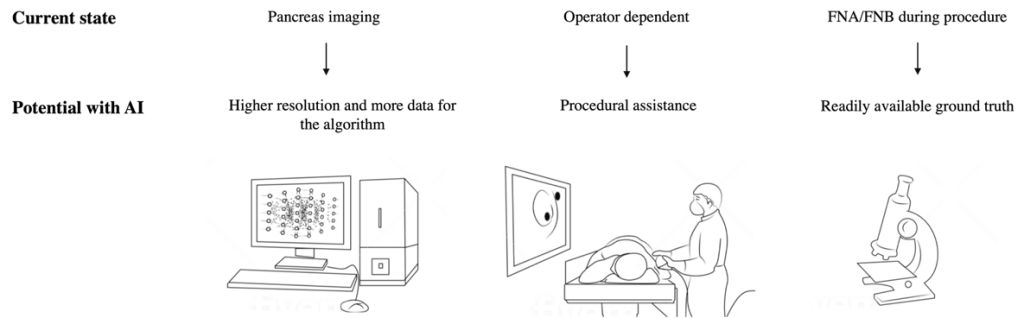 Current state
Pancreas imaging
Operator dependent
FNA/FNB during procedure
Potential with AI
Higher resolution and more data for
the algorithm
Procedural assistance
Readily available ground truth